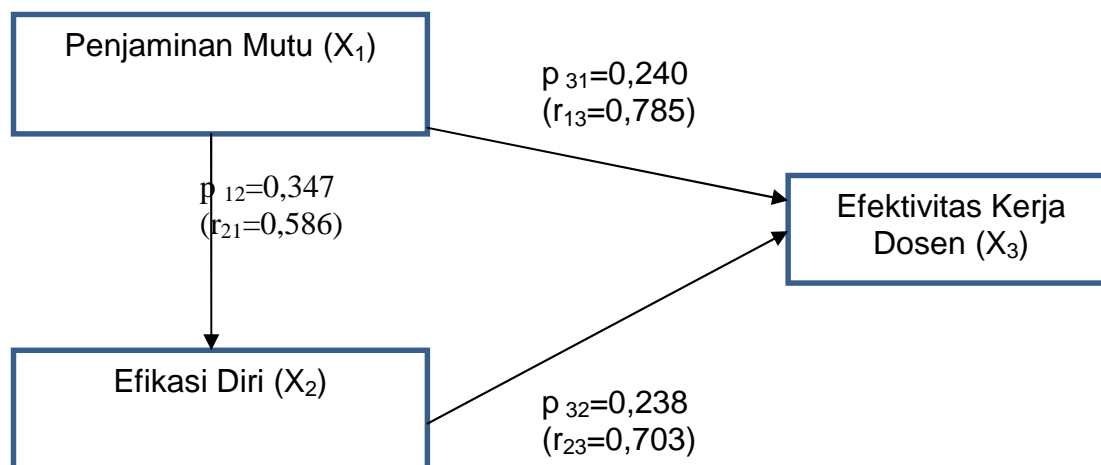 Penjaminan Mutu (X₁)
p ₃₁=0,240
(r₁₃=0,785)
p ₁₂=0,347
(r₂₁=0,586)
Efektivitas Kerja
Dosen (X₃)
Efikasi Diri (X₂)
p ₃₂=0,238
(r₂₃=0,703)